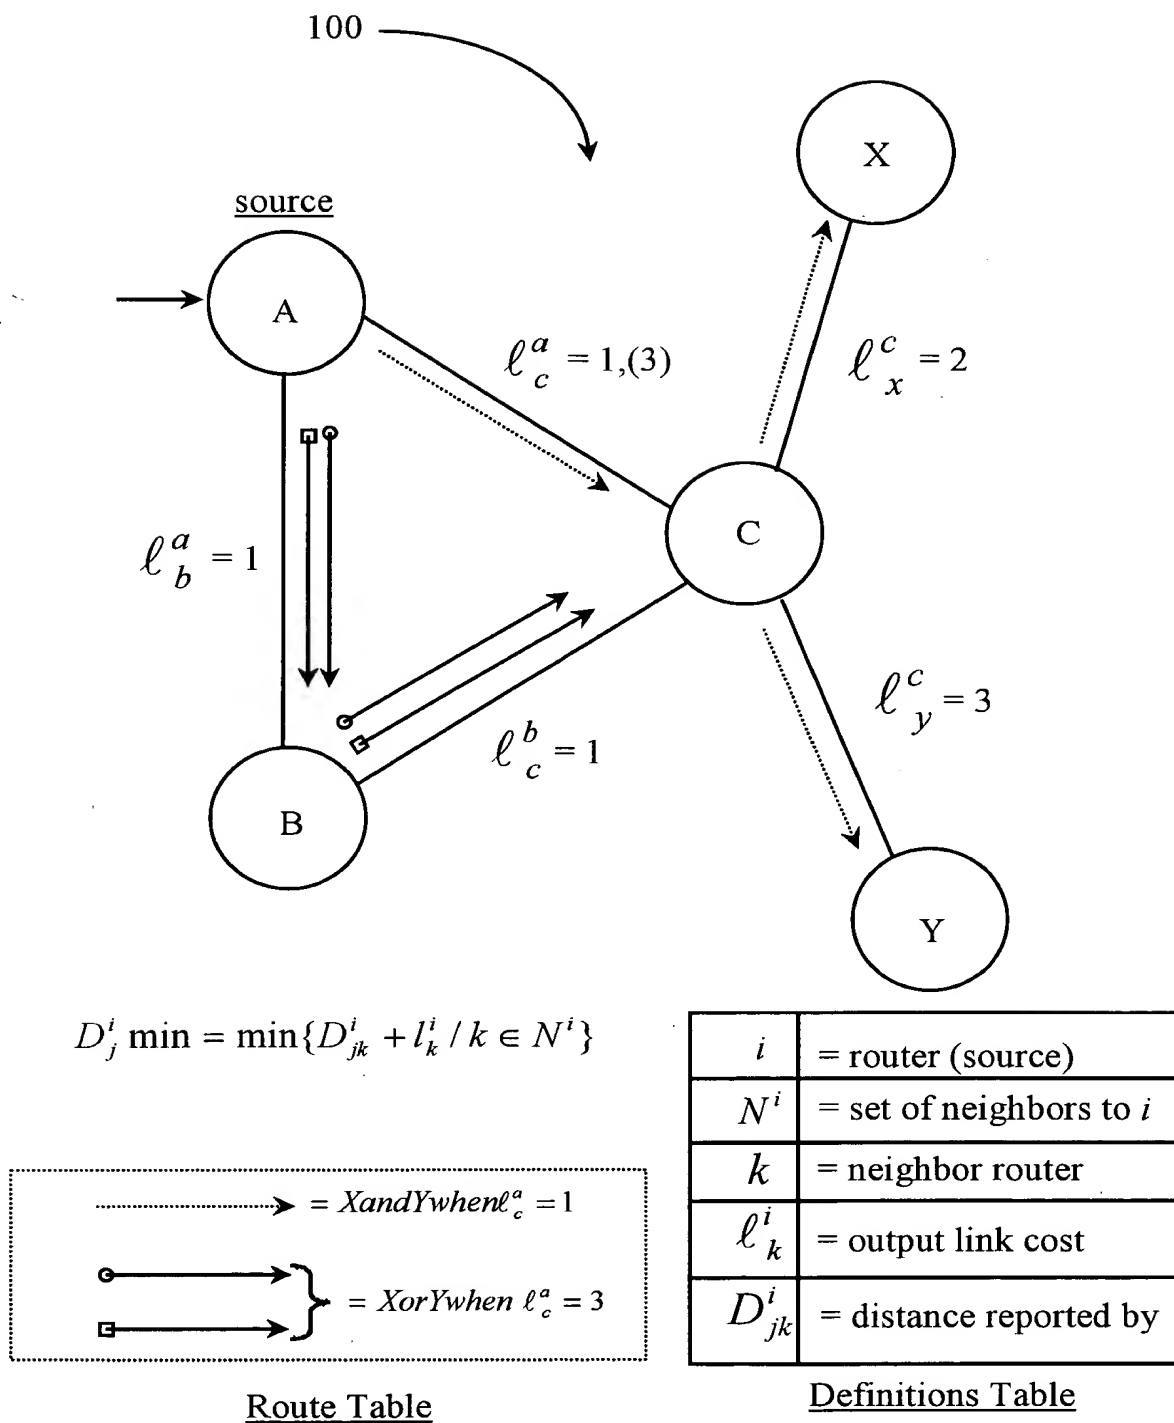 100
X
source
A
ℓ^a_c = 1,(3)
ℓ^c_x = 2
C
ℓ^a_b = 1
ℓ^c_y = 3
ℓ^b_c = 1
B
Y
D^i_j min = min{D^i_jk + l^i_k / k ∈ N^i}
i = router (source)
N^i = set of neighbors to i
k = neighbor router
ℓ^i_k = output link cost
D^i_jk = distance reported by
Definitions Table
= XandYwhenℓ^a_c = 1
= XorYwhen ℓ^a_c = 3
Route Table